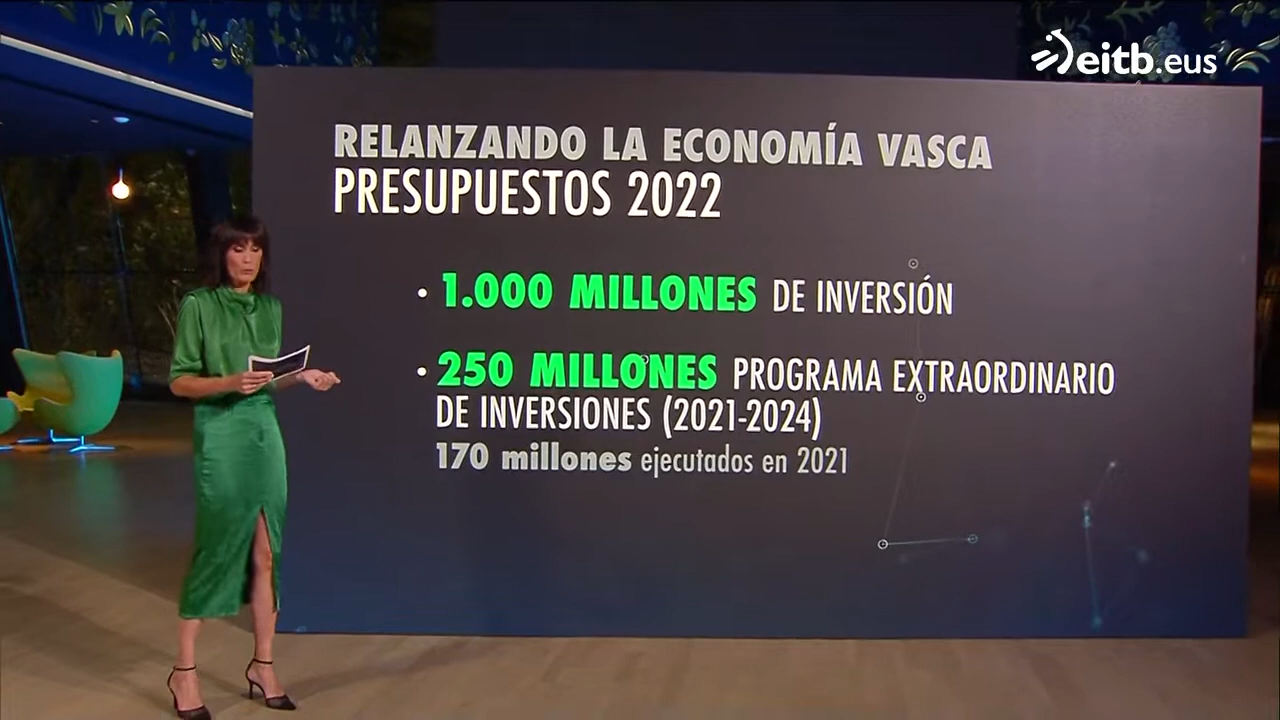 eitb.eus
RELANZANDO LA ECONOMÍA VASCA
PRESUPUESTOS 2022
• 1.000 MILLONES DE INVERSIÓN
• 250 MILLONES PROGRAMA EXTRAORDINARIO
DE INVERSIONES (2021-2024)
170 millones ejecutados en 2021